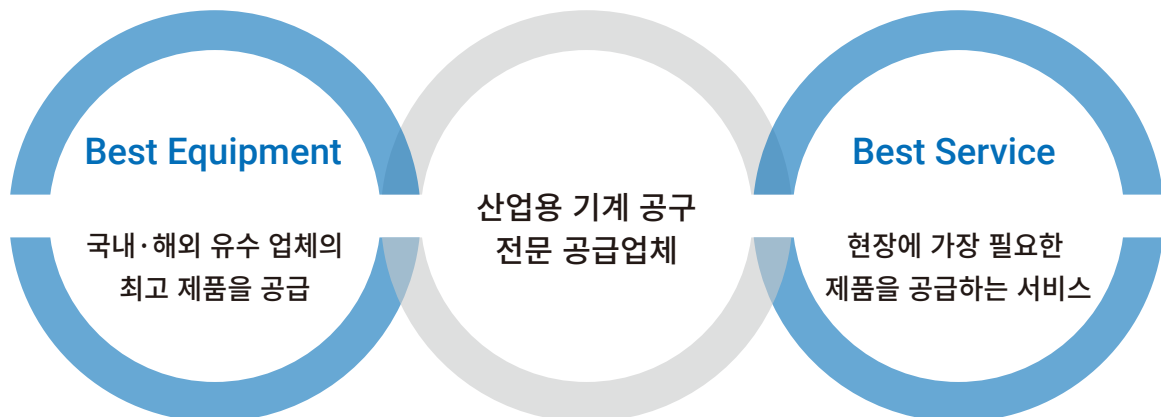 Best Equipment
국내·해외 유수 업체의
최고 제품을 공급
산업용 기계 공구
전문 공급업체
Best Service
현장에 가장 필요한
제품을 공급하는 서비스